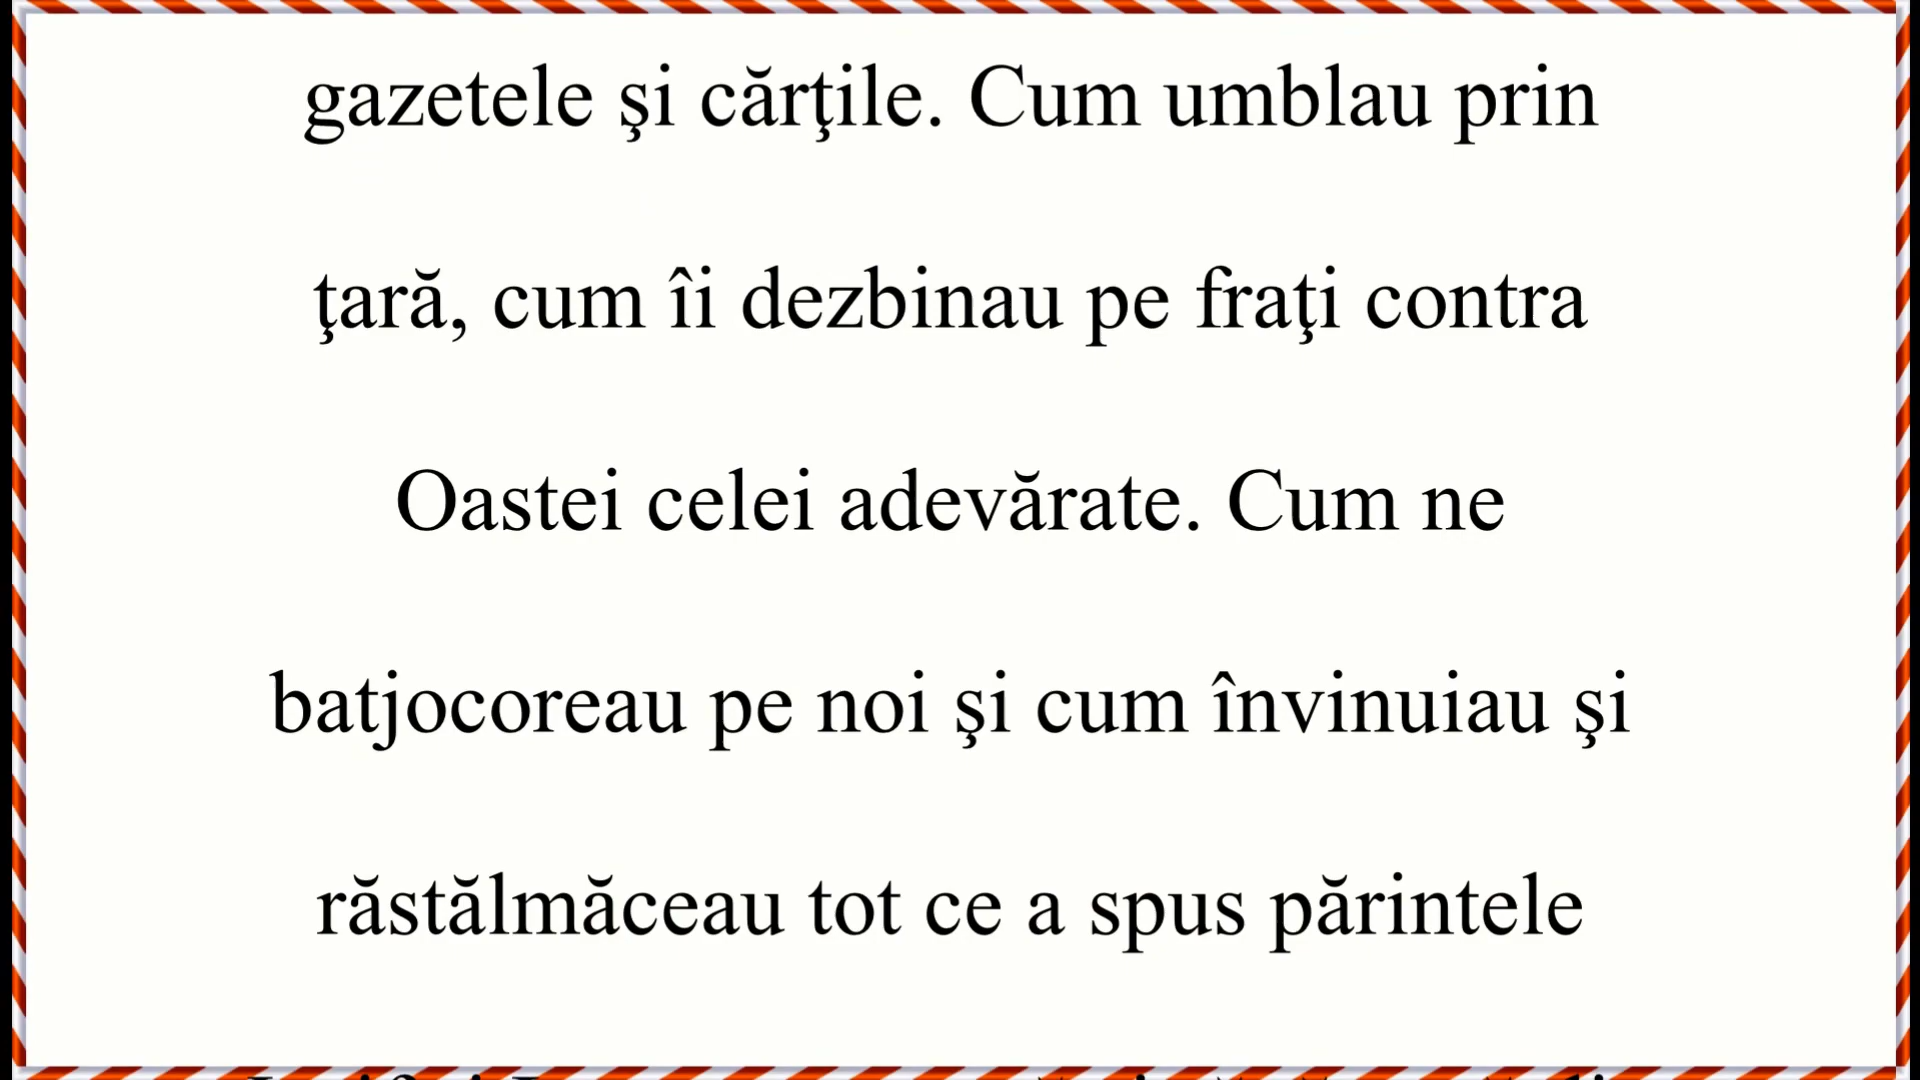 gazetele şi cărţile. Cum umblau prin
ţară, cum îi dezbinau pe fraţi contra
Oastei celei adevărate. Cum ne
batjocoreau pe noi şi cum învinuiau şi
răstălmăceau tot ce a spus părintele